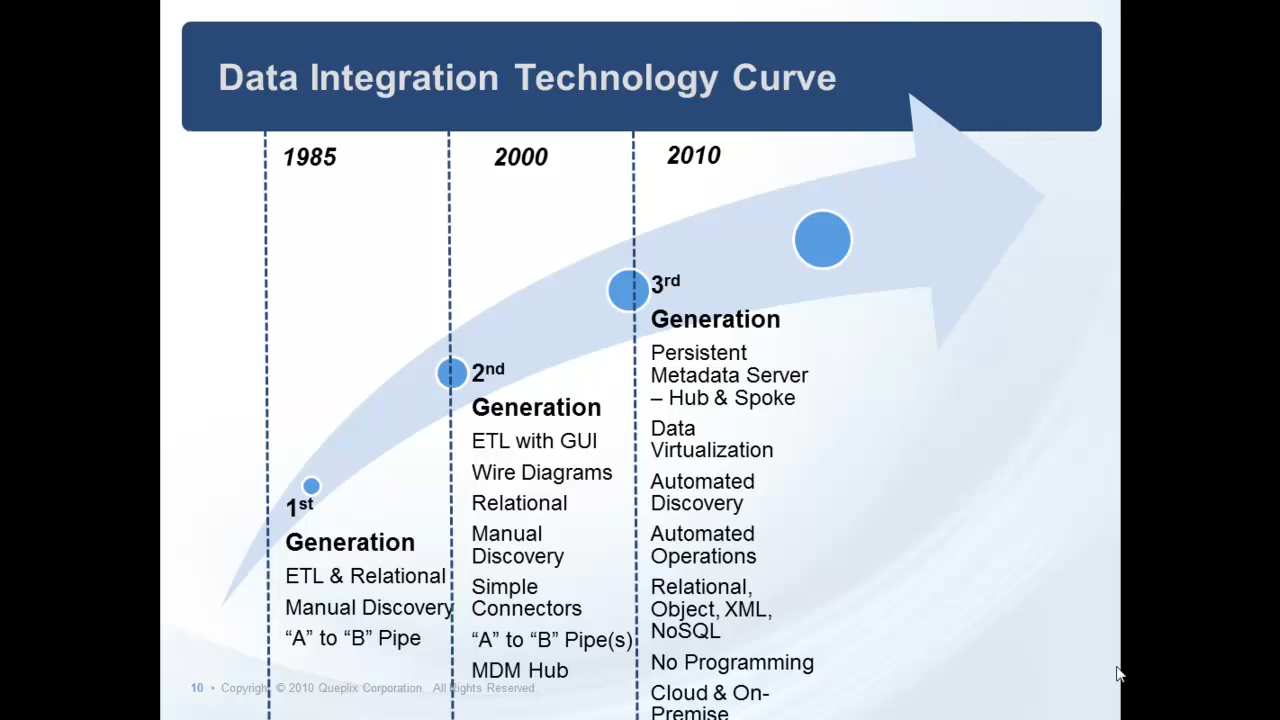 Data Integration Technology Curve
1985
2000
2010
1st
Generation
ETL & Relational
Manual Discovery
“A” to “B” Pipe
2nd
Generation
ETL with GUI
Wire Diagrams
Relational
Manual
Discovery
Simple
Connectors
“A” to “B” Pipe(s)
MDM Hub
3rd
Generation
Persistent
Metadata Server
– Hub & Spoke
Data
Virtualization
Automated
Discovery
Automated
Operations
Relational,
Object, XML,
NoSQL
No Programming
Cloud & On-
Premise
10 • Copyright © 2010 Queplix Corporation. All Rights Reserved.